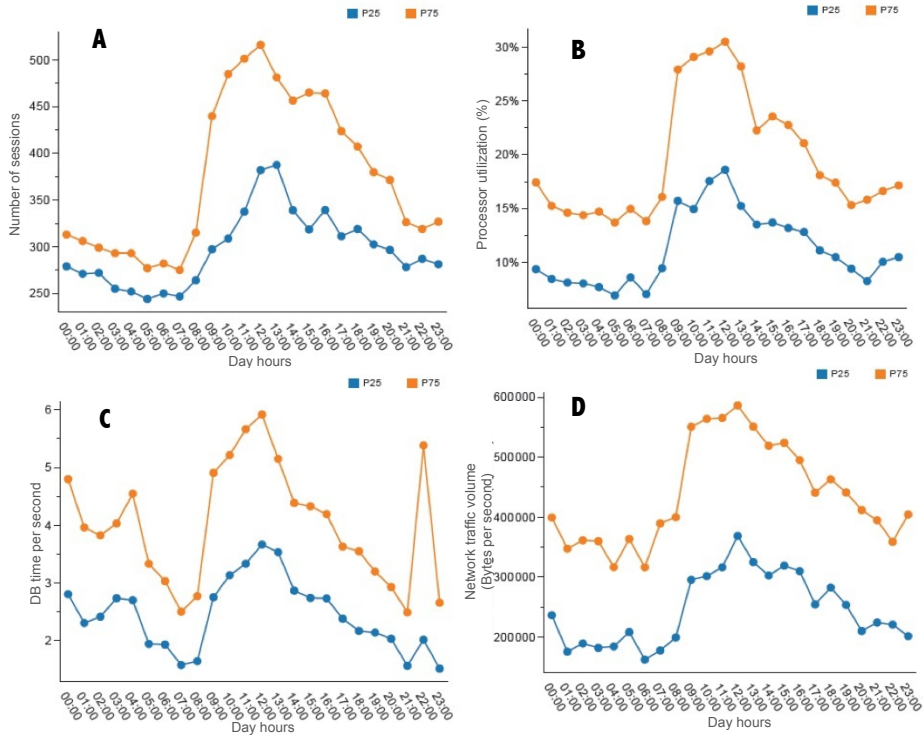 P25 P75
A
Number of sessions
500
450
400
350
300
250
00:00 01:00 02:00 03:00 04:00 05:00 06:00 07:00 08:00 09:00 10:00 11:00 12:00 13:00 14:00 15:00 16:00 17:00 18:00 19:00 20:00 21:00 22:00 23:00
Day hours
P25 P75
B
Processor utilization (%)
30%
25%
20%
15%
10%
00:00 01:00 02:00 03:00 04:00 05:00 06:00 07:00 08:00 09:00 10:00 11:00 12:00 13:00 14:00 15:00 16:00 17:00 18:00 19:00 20:00 21:00 22:00 23:00
Day hours
P25 P75
C
DB time per second
6
5
4
3
2
00:00 01:00 02:00 03:00 04:00 05:00 06:00 07:00 08:00 09:00 10:00 11:00 12:00 13:00 14:00 15:00 16:00 17:00 18:00 19:00 20:00 21:00 22:00 23:00
Day hours
P25 P75
D
Network traffic volume
(Bytes per second)
600000
500000
400000
300000
200000
00:00 01:00 02:00 03:00 04:00 05:00 06:00 07:00 08:00 09:00 10:00 11:00 12:00 13:00 14:00 15:00 16:00 17:00 18:00 19:00 20:00 21:00 22:00 23:00
Day hours